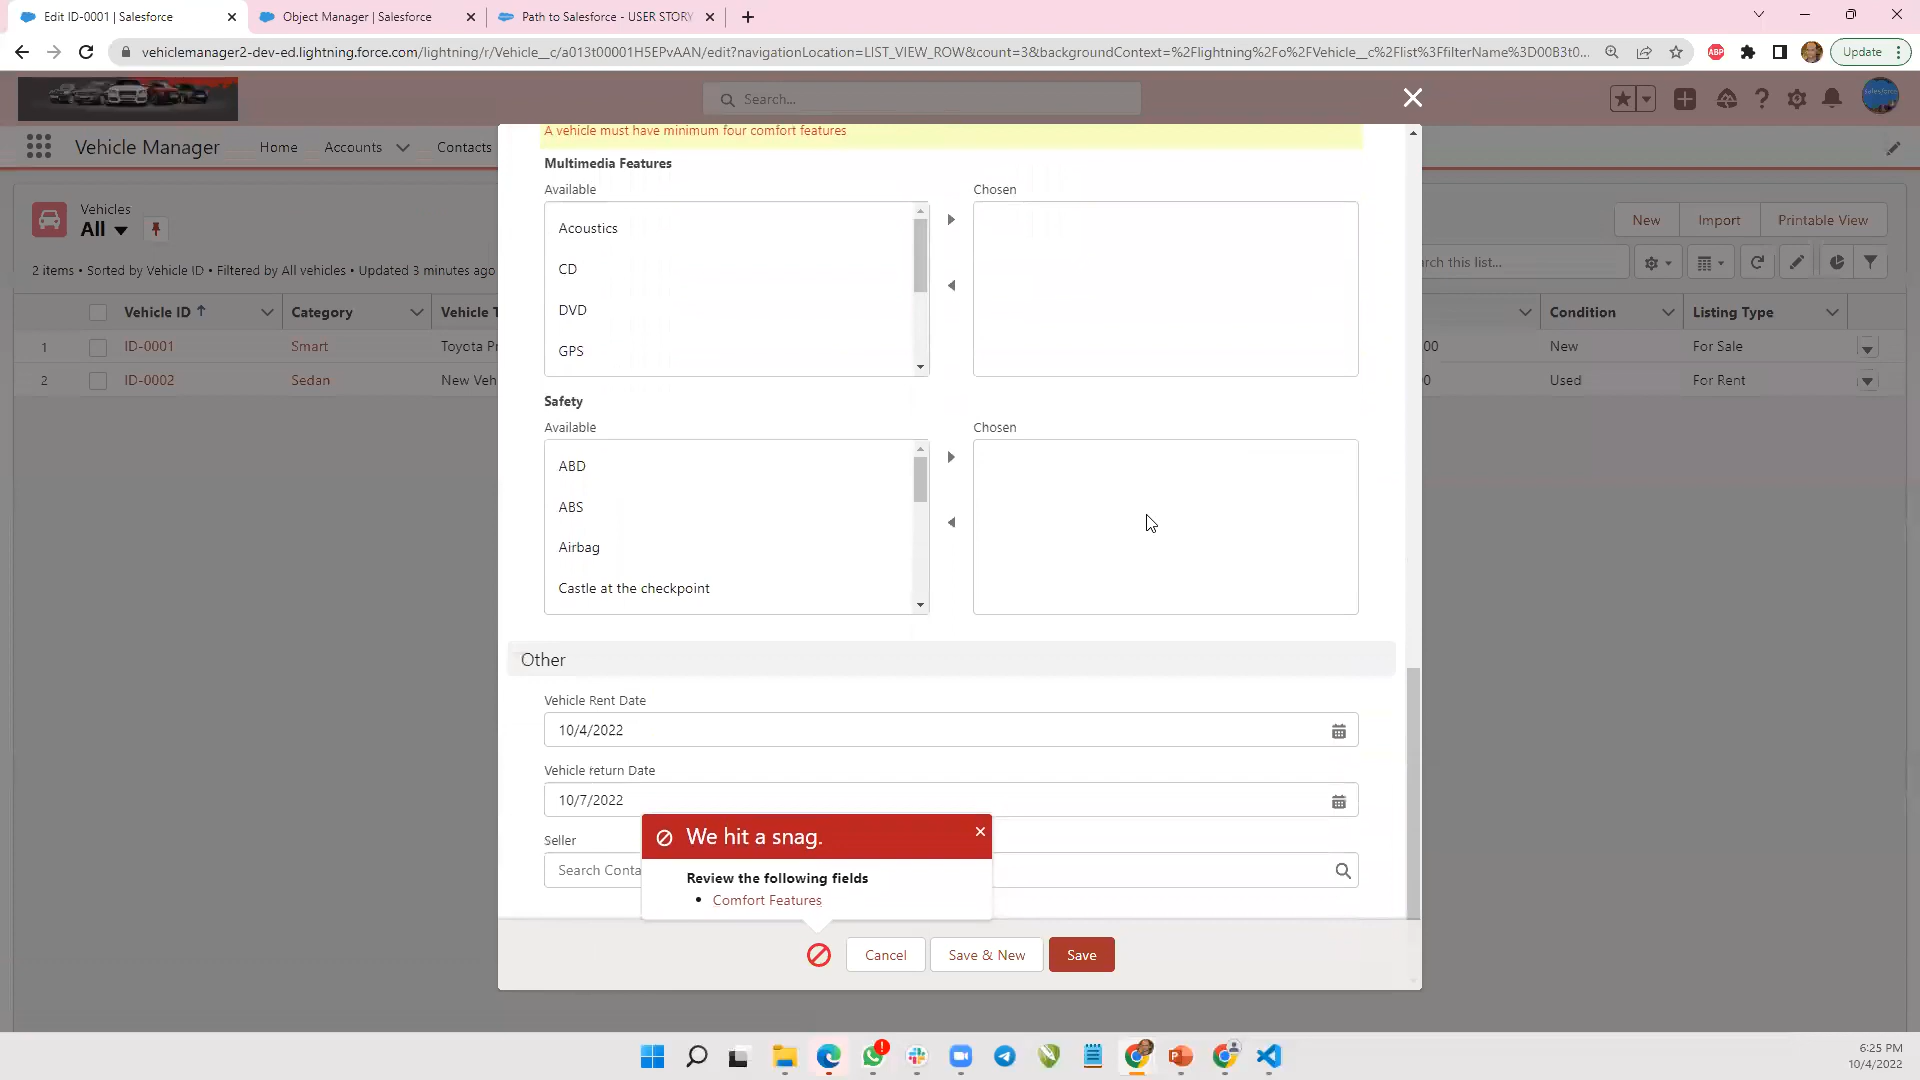 Edit ID-0001 | Salesforce
Object Manager | Salesforce
Path to Salesforce - USER STORY
vehiclemanager2-dev-ed.lightning.force.com/lightning/r/Vehicle__c/a013t00001H5EPvAAN/edit?navigationLocation=LIST_VIEW_ROW&count=3&backgroundContext=%2Flightning%2Fo%2FVehicle__c%2Flist%3FfilterName%3D00B3t0...
ABP
Update
Search...
Salesforce
Vehicle Manager
Home
Accounts
Contacts
Vehicles
All
New
Import
Printable View
2 items • Sorted by Vehicle ID • Filtered by All vehicles • Updated 3 minutes ago
rch this list...
Vehicle ID
Category
Vehicle T
Condition
Listing Type
1
ID-0001
Smart
Toyota Pr
00
New
For Sale
2
ID-0002
Sedan
New Veh
0
Used
For Rent
A vehicle must have minimum four comfort features
Multimedia Features
Available
Chosen
Acoustics
CD
DVD
GPS
Safety
Available
Chosen
ABD
ABS
Airbag
Castle at the checkpoint
Other
Vehicle Rent Date
10/4/2022
Vehicle return Date
10/7/2022
Seller
Search Conta
We hit a snag.
Review the following fields
• Comfort Features
Cancel
Save & New
Save
6:25 PM
10/4/2022